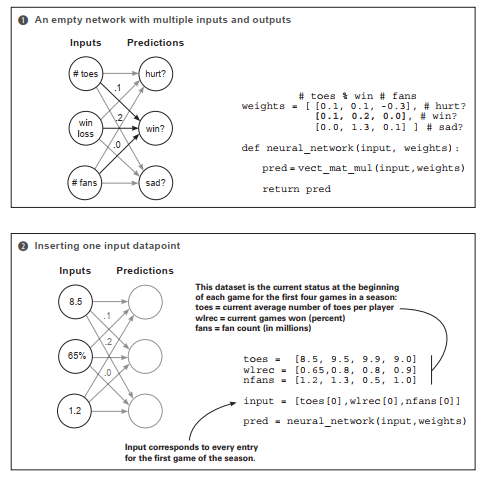 1 An empty network with multiple inputs and outputs
Inputs Predictions
# toes
hurt?
.1
win
loss
.2
win?
.0
# fans
sad?
# toes % win # fans
weights = [ [0.1, 0.1, -0.3], # hurt?
[0.1, 0.2, 0.0], # win?
[0.0, 1.3, 0.1] ] # sad?
def neural_network(input, weights):
pred = vect_mat_mul(input,weights)
return pred
2 Inserting one input datapoint
Inputs Predictions
8.5
.1
65%
.2
.0
1.2
This dataset is the current status at the beginning
of each game for the first four games in a season:
toes = current average number of toes per player
wlrec = current games won (percent)
fans = fan count (in millions)
toes = [8.5, 9.5, 9.9, 9.0]
wlrec = [0.65,0.8, 0.8, 0.9]
nfans = [1.2, 1.3, 0.5, 1.0]
input = [toes[0],wlrec[0],nfans[0]]
pred = neural_network(input,weights)
Input corresponds to every entry
for the first game of the season.